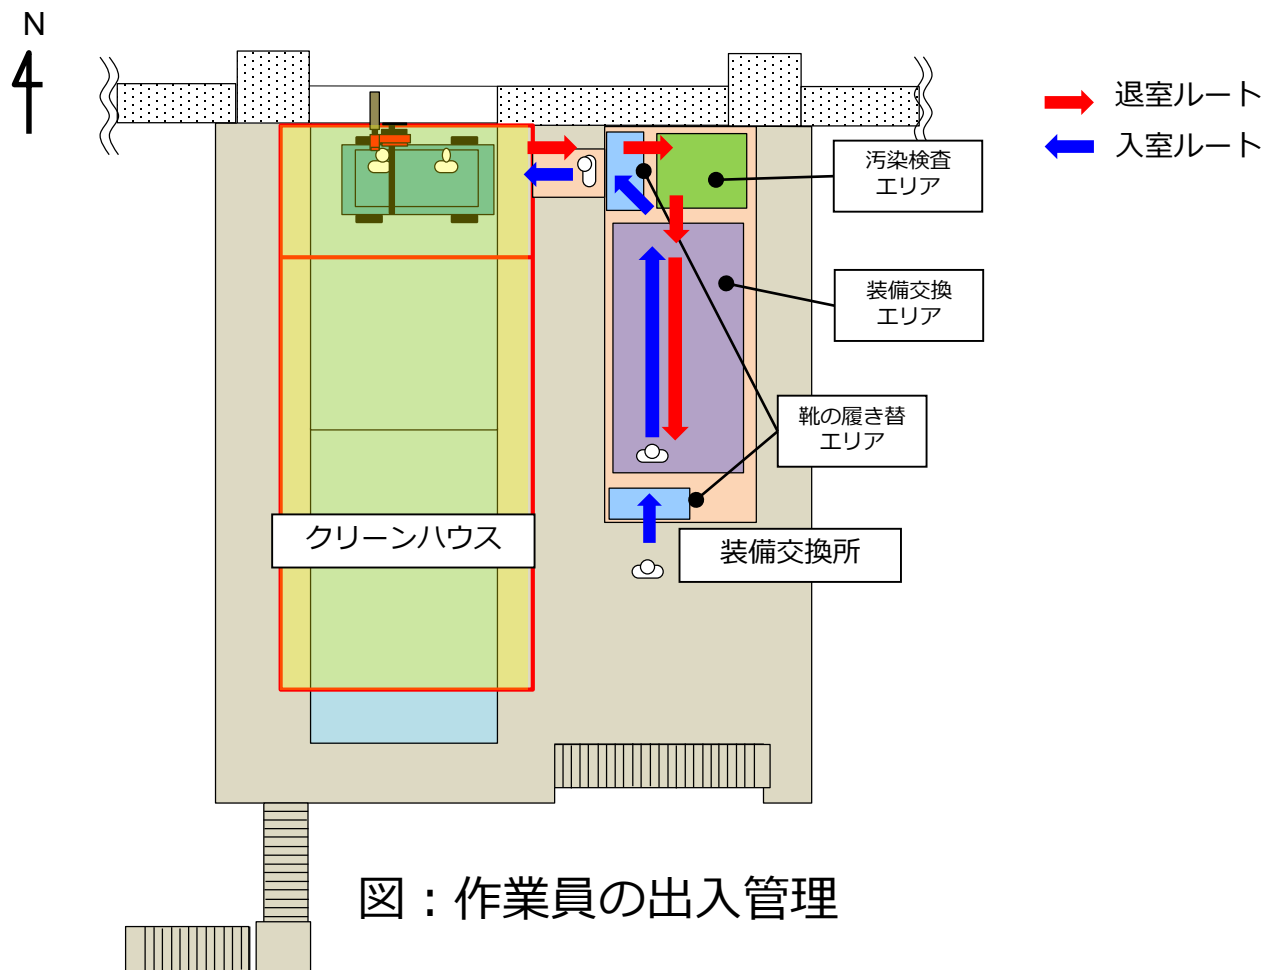 N
退室ルート
入室ルート
汚染検査
エリア
装備交換
エリア
靴の履き替
エリア
クリーンハウス
装備交換所
図：作業員の出入管理